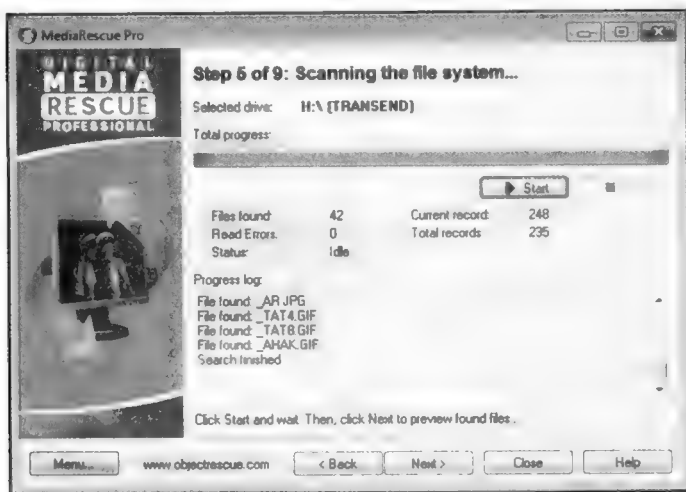 MediaRescue Pro
DIGITAL
MEDIA
RESCUE
PROFESSIONAL
Step 5 of 9: Scanning the file system...
Selected drive: H:\ (TRANSEND)
Total progress:
Start
Files found: 42 Current record: 248
Read Errors: 0 Total records 235
Status: Idle
Progress log:
File found: _AR.JPG
File found: _TAT4.GIF
File found: _TAT8.GIF
File found: _AHAK.GIF
Search finished
Click Start and wait. Then, click Next to preview found files.
Menu... www.objectrescue.com < Back Next > Close Help